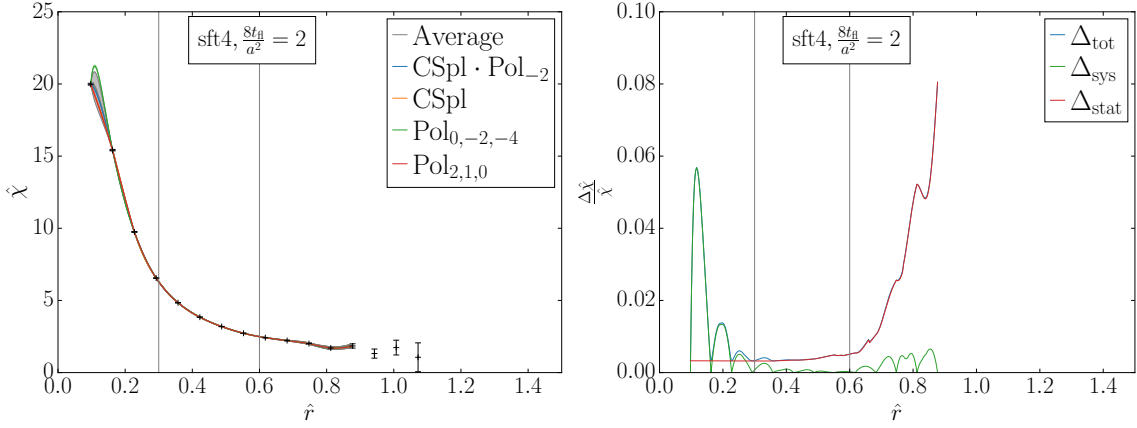 sft4, 8t_fl/a² = 2
Average
CSpl · Pol₋₂
CSpl
Pol₀,₋₂,₋₄
Pol₂,₁,₀
25
20
15
10
5
0
χ̂
0.0 0.2 0.4 0.6 0.8 1.0 1.2 1.4
r̂
sft4, 8t_fl/a² = 2
Δ_tot
Δ_sys
Δ_stat
0.10
0.08
0.06
0.04
0.02
0.00
Δχ̂/χ̂
0.0 0.2 0.4 0.6 0.8 1.0 1.2 1.4
r̂